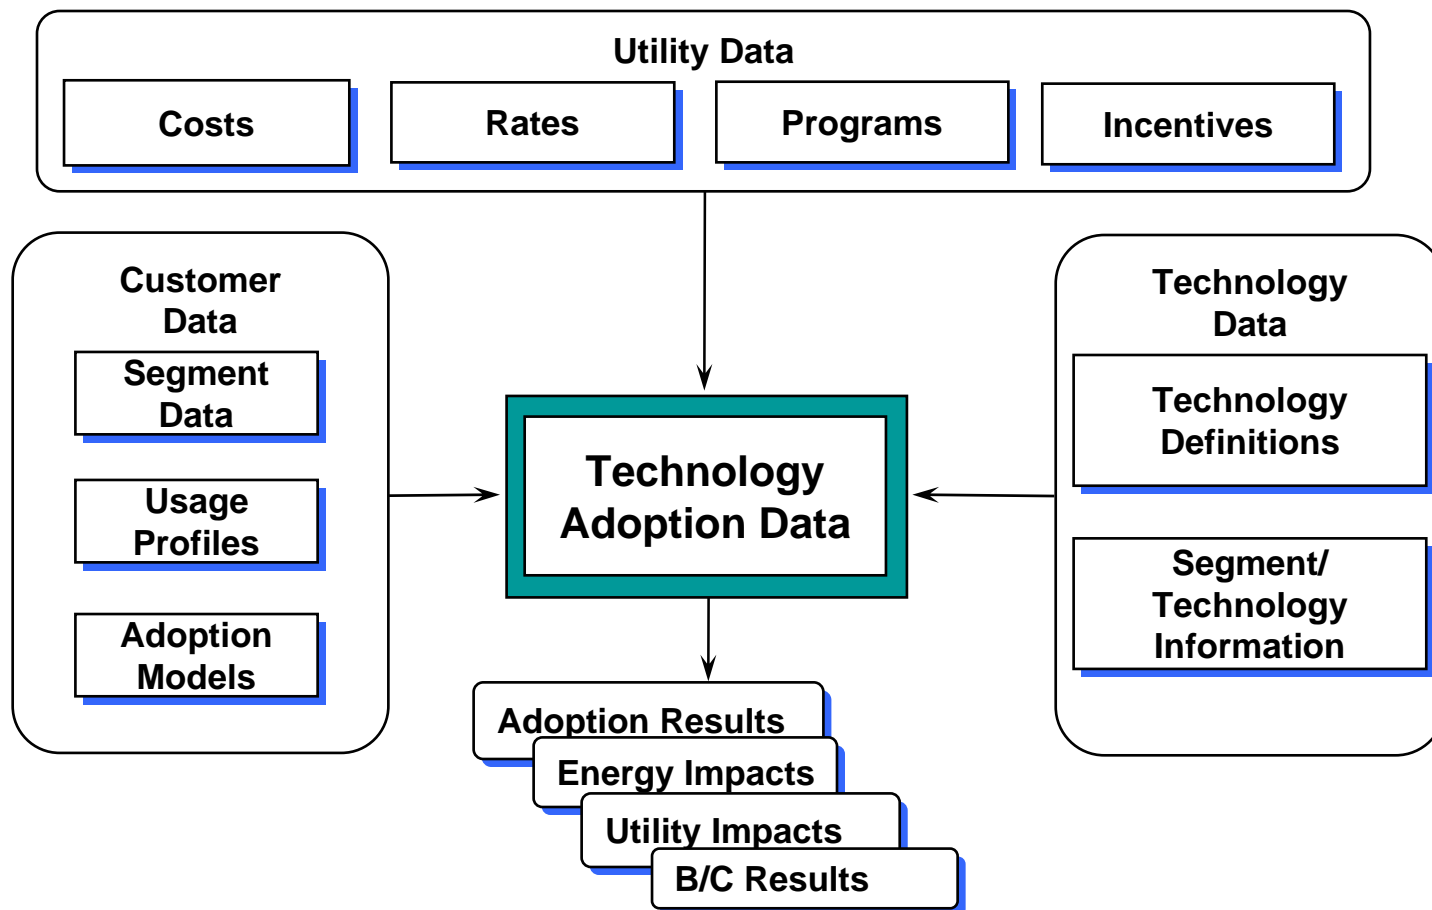 Utility Data
Costs
Rates
Programs
Incentives
Customer
Data
Segment
Data
Usage
Profiles
Adoption
Models
Technology
Adoption Data
Technology
Data
Technology
Definitions
Segment/
Technology
Information
Adoption Results
Energy Impacts
Utility Impacts
B/C Results